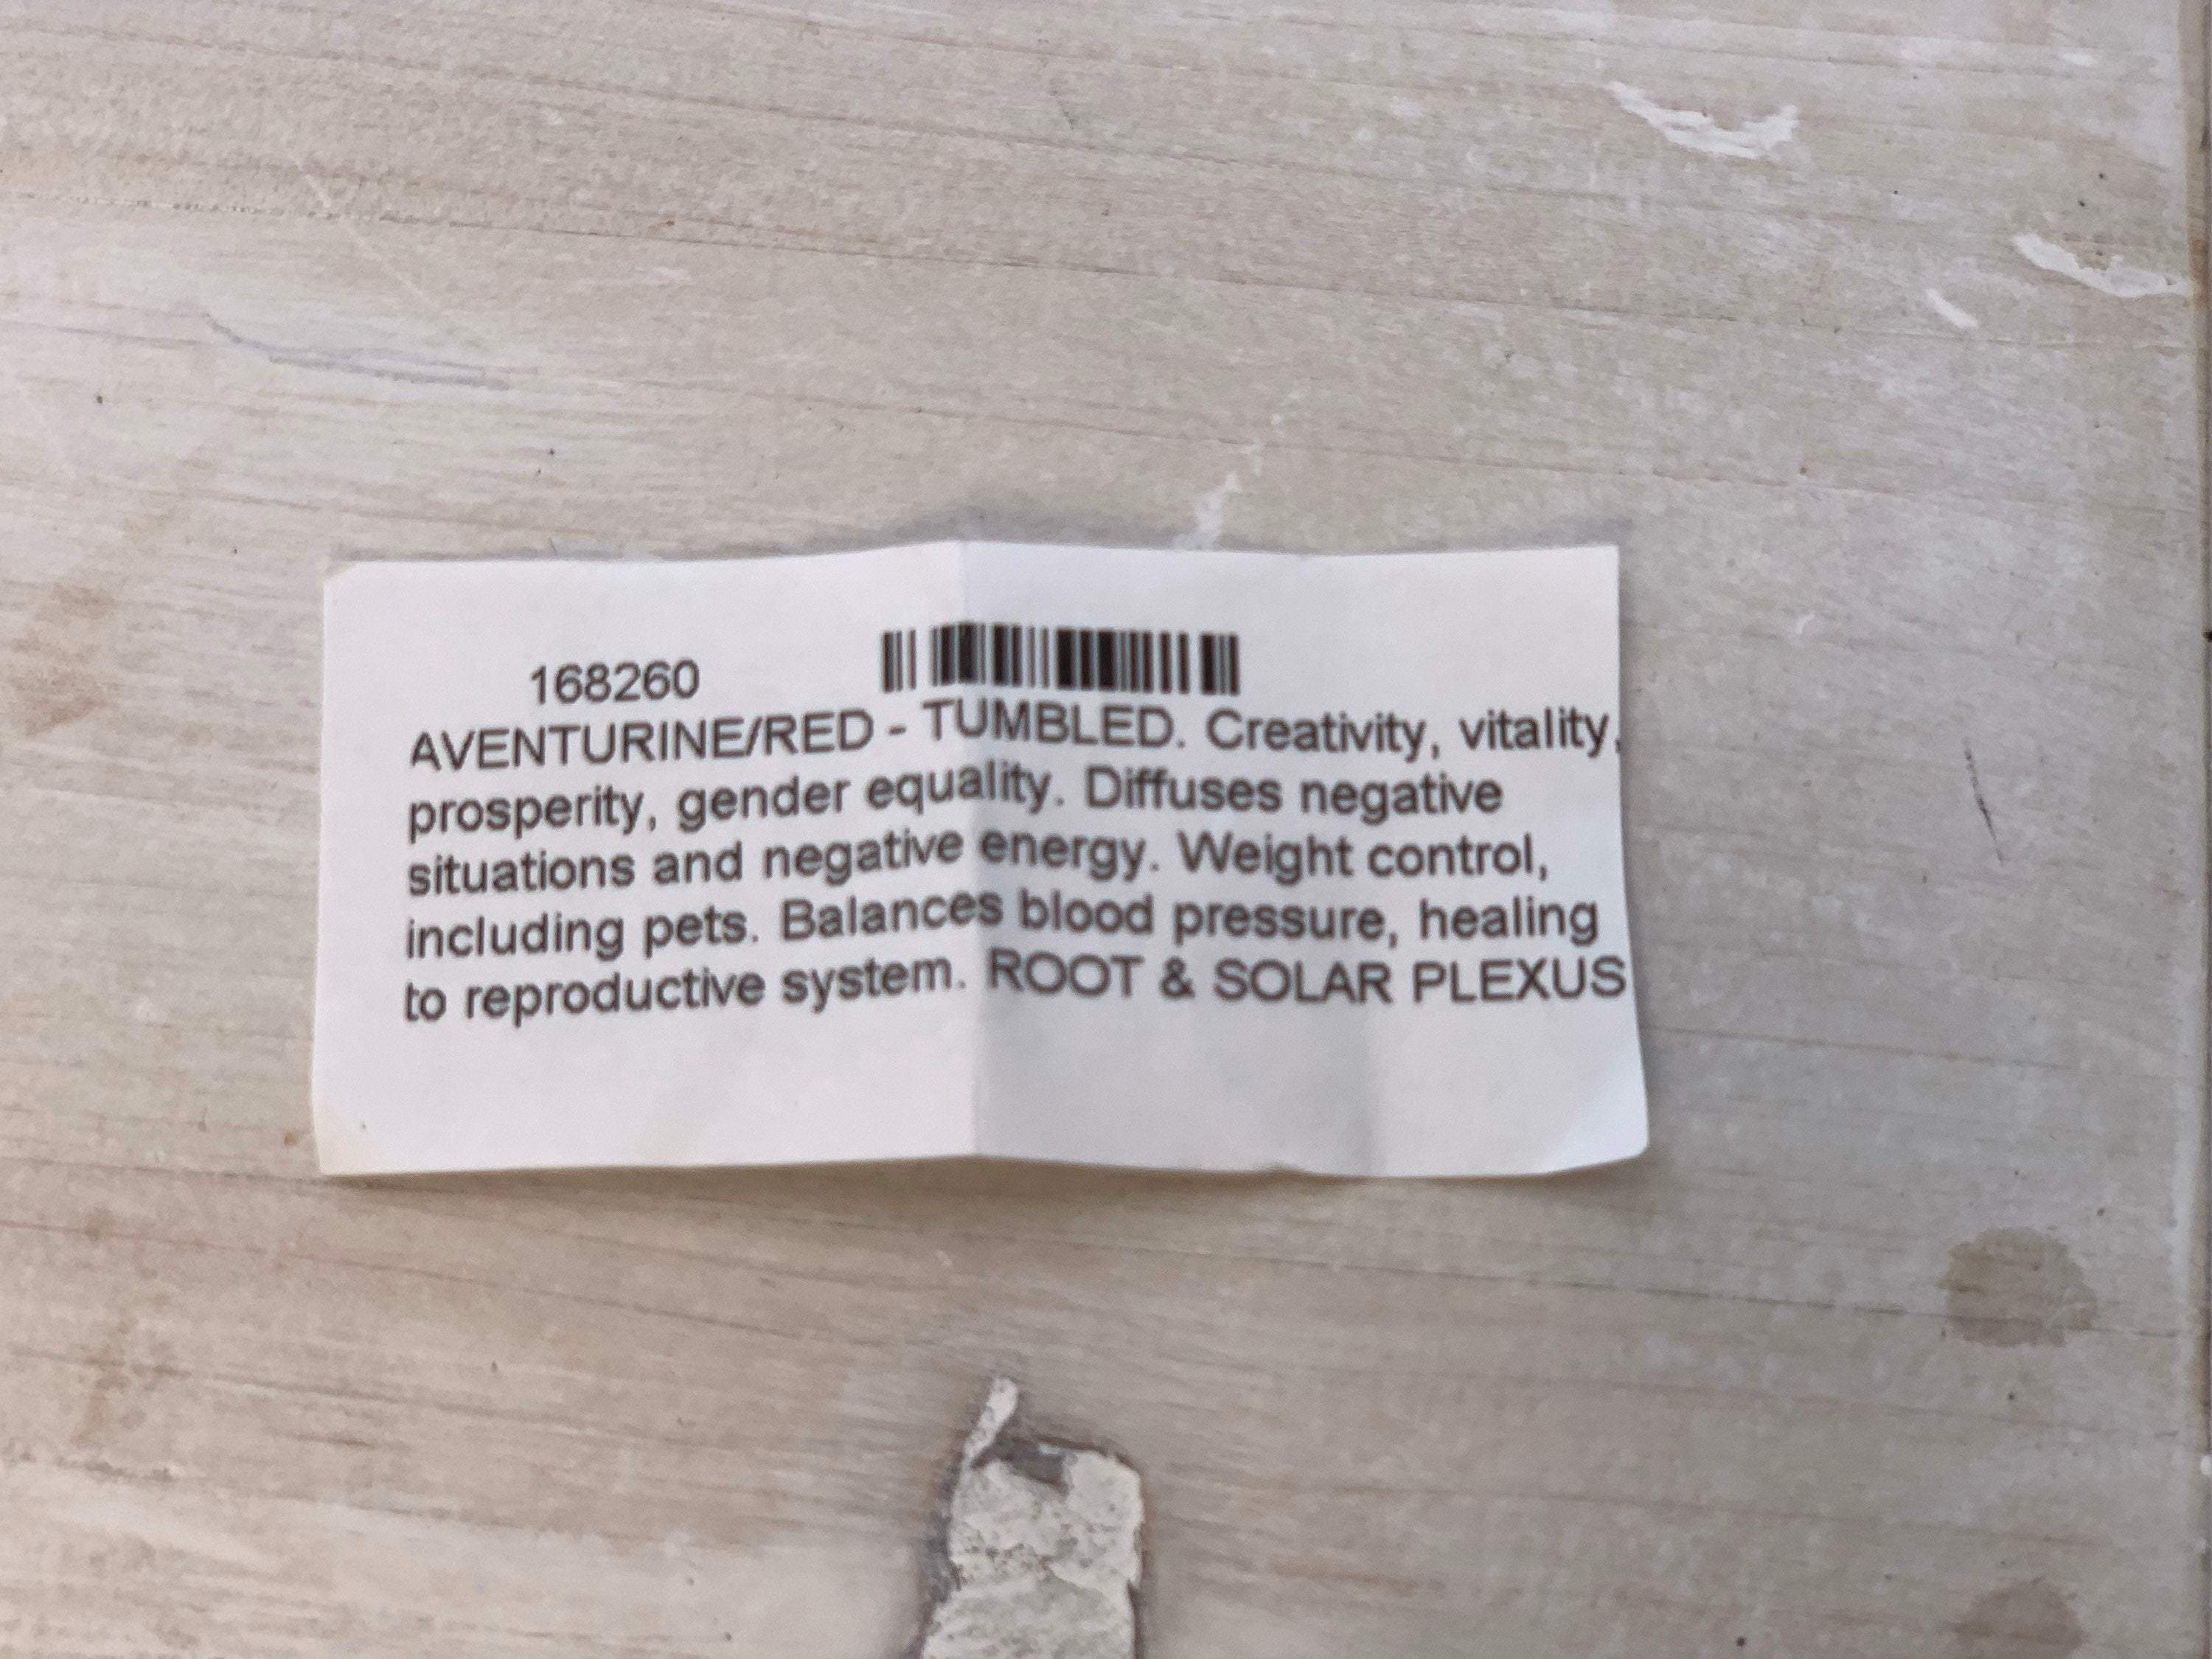 168260
AVENTURINE/RED - TUMBLED. Creativity, vitality,
prosperity, gender equality. Diffuses negative
situations and negative energy. Weight control,
including pets. Balances blood pressure, healing
to reproductive system. ROOT & SOLAR PLEXUS